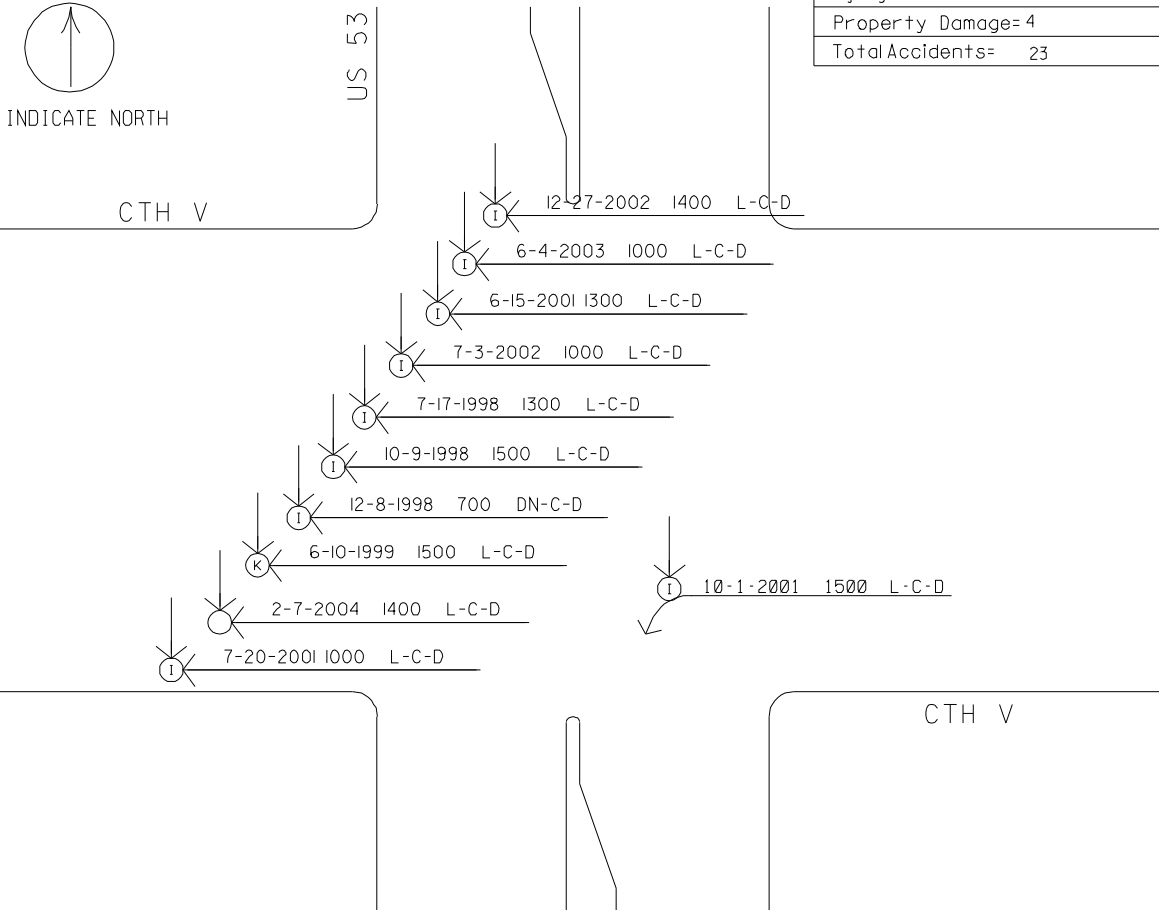 Property Damage= 4
Total Accidents= 23
US 53
INDICATE NORTH
CTH V
I 12-27-2002 1400 L-C-D
I 6-4-2003 1000 L-C-D
I 6-15-2001 1300 L-C-D
I 7-3-2002 1000 L-C-D
I 7-17-1998 1300 L-C-D
I 10-9-1998 1500 L-C-D
I 12-8-1998 700 DN-C-D
K 6-10-1999 1500 L-C-D
I 10-1-2001 1500 L-C-D
2-7-2004 1400 L-C-D
I 7-20-2001 1000 L-C-D
CTH V